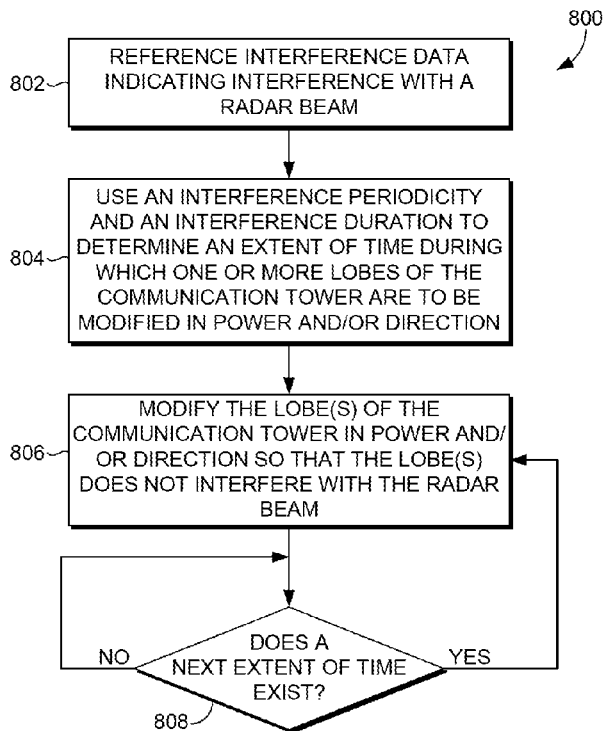 800
802
REFERENCE INTERFERENCE DATA
INDICATING INTERFERENCE WITH A
RADAR BEAM
804
USE AN INTERFERENCE PERIODICITY
AND AN INTERFERENCE DURATION TO
DETERMINE AN EXTENT OF TIME DURING
WHICH ONE OR MORE LOBES OF THE
COMMUNICATION TOWER ARE TO BE
MODIFIED IN POWER AND/OR DIRECTION
806
MODIFY THE LOBE(S) OF THE
COMMUNICATION TOWER IN POWER AND/
OR DIRECTION SO THAT THE LOBE(S)
DOES NOT INTERFERE WITH THE RADAR
BEAM
NO
DOES A
NEXT EXTENT OF TIME
EXIST?
YES
808